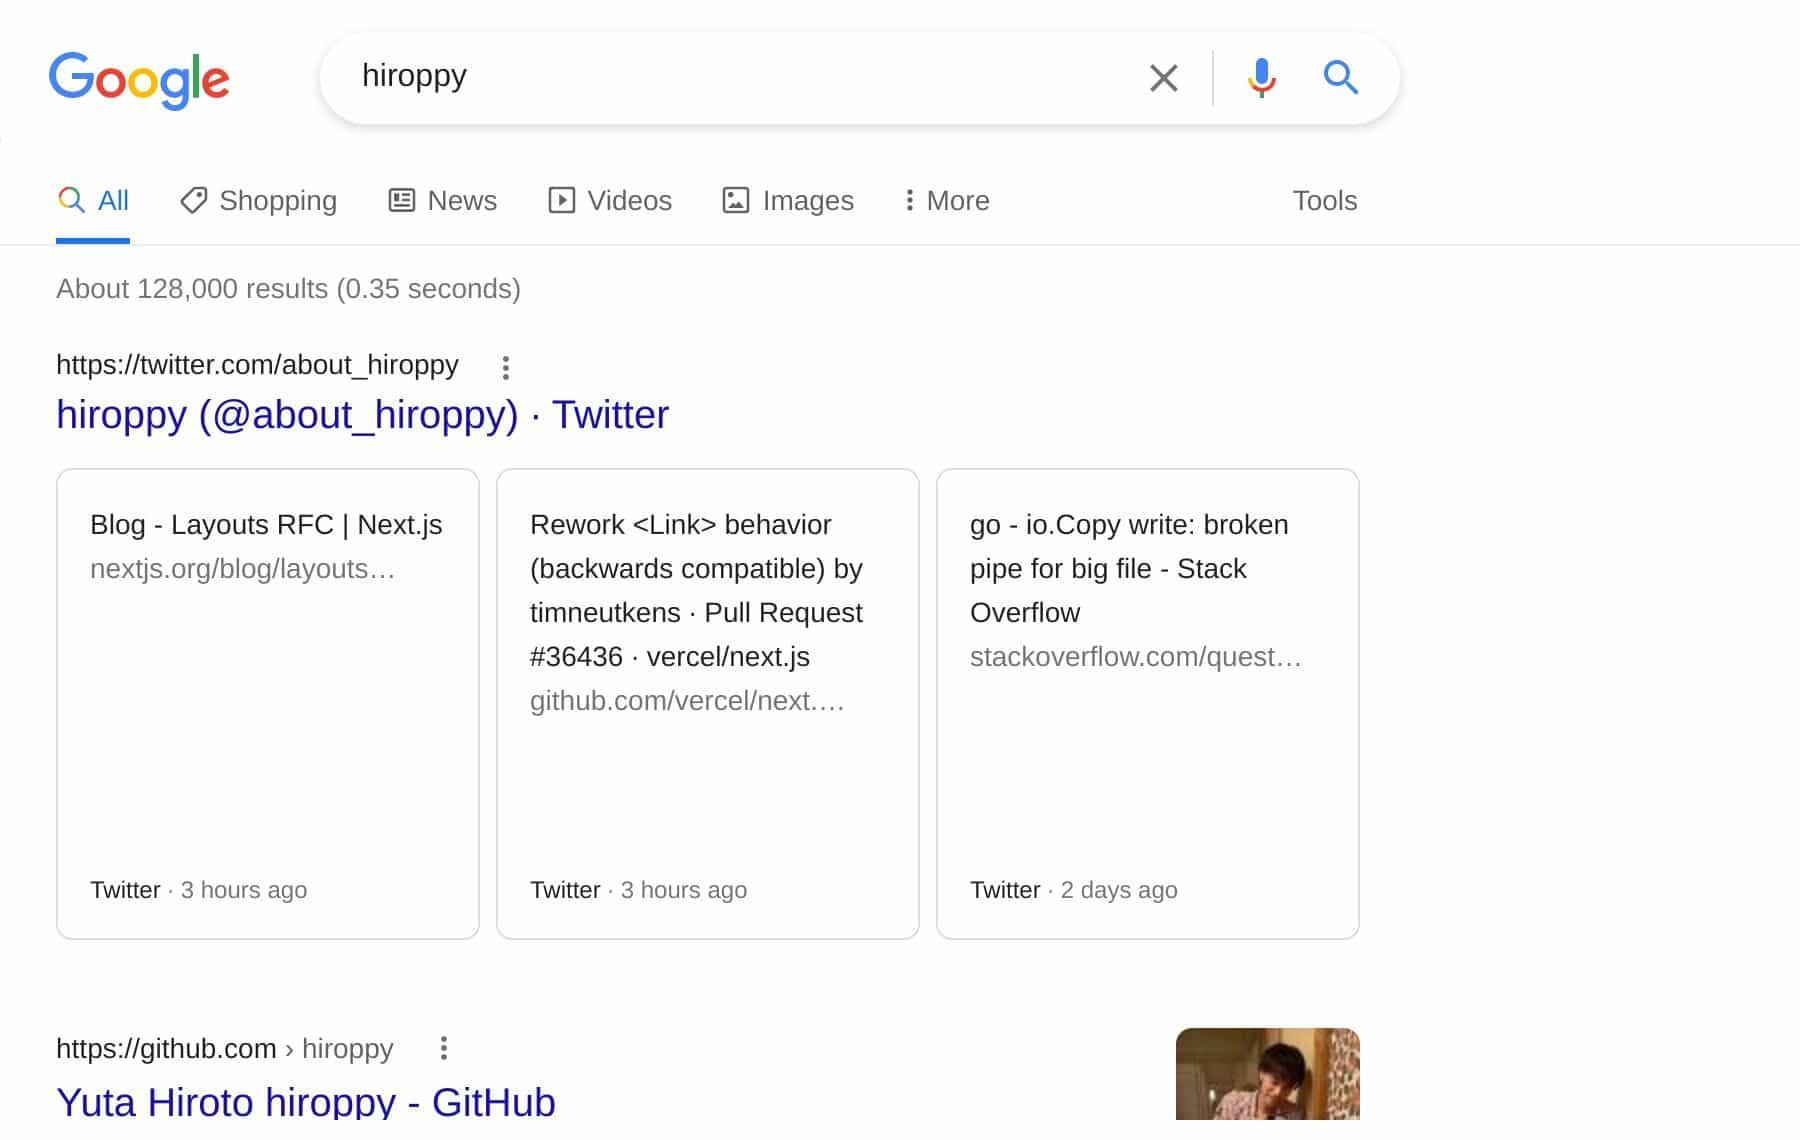 Google
hiroppy
All
Shopping
News
Videos
Images
More
Tools
About 128,000 results (0.35 seconds)
https://twitter.com/about_hiroppy
hiroppy (@about_hiroppy) · Twitter
Blog - Layouts RFC | Next.js
nextjs.org/blog/layouts…
Twitter · 3 hours ago
Rework <Link> behavior
(backwards compatible) by
timneutkens · Pull Request
#36436 · vercel/next.js
github.com/vercel/next.…
Twitter · 3 hours ago
go - io.Copy write: broken
pipe for big file - Stack
Overflow
stackoverflow.com/quest…
Twitter · 2 days ago
https://github.com › hiroppy
Yuta Hiroto hiroppy - GitHub